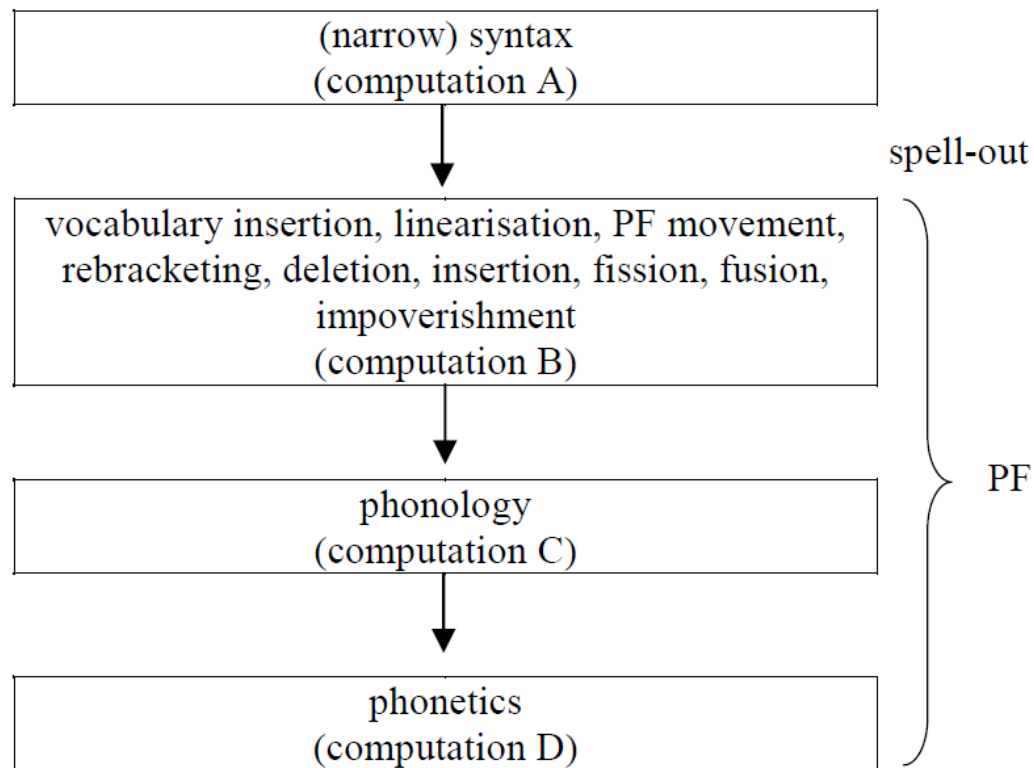 (narrow) syntax
(computation A)
spell-out
vocabulary insertion, linearisation, PF movement,
rebracketing, deletion, insertion, fission, fusion,
impoverishment
(computation B)
PF
phonology
(computation C)
phonetics
(computation D)